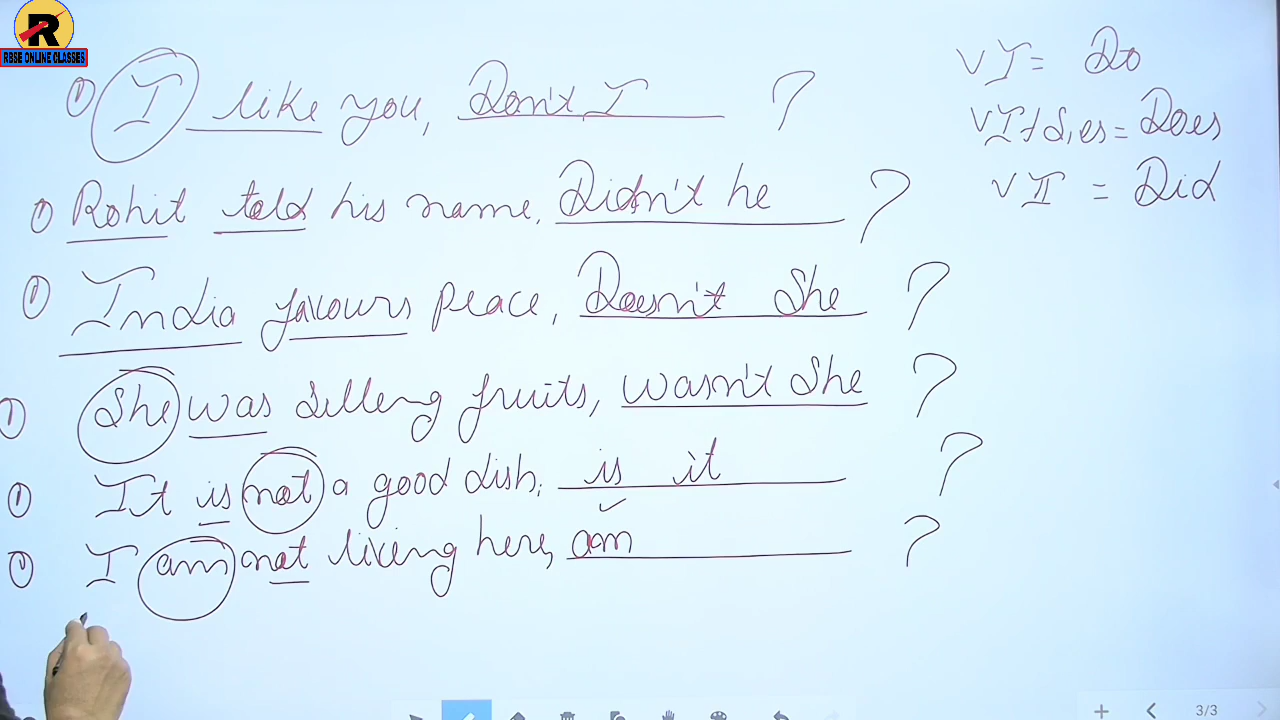 R
RBSE ONLINE CLASSES
① I like you, Don't I ?
① Rohit told his name, Didn't he ?
① India favours peace, Doesn't She ?
① She was selleng fruits, wasn't She ?
① It is not a good dish, is it ?
① I am not living here, am ?
V I = Do
V I + s, es = Does
V II = Did
3/3